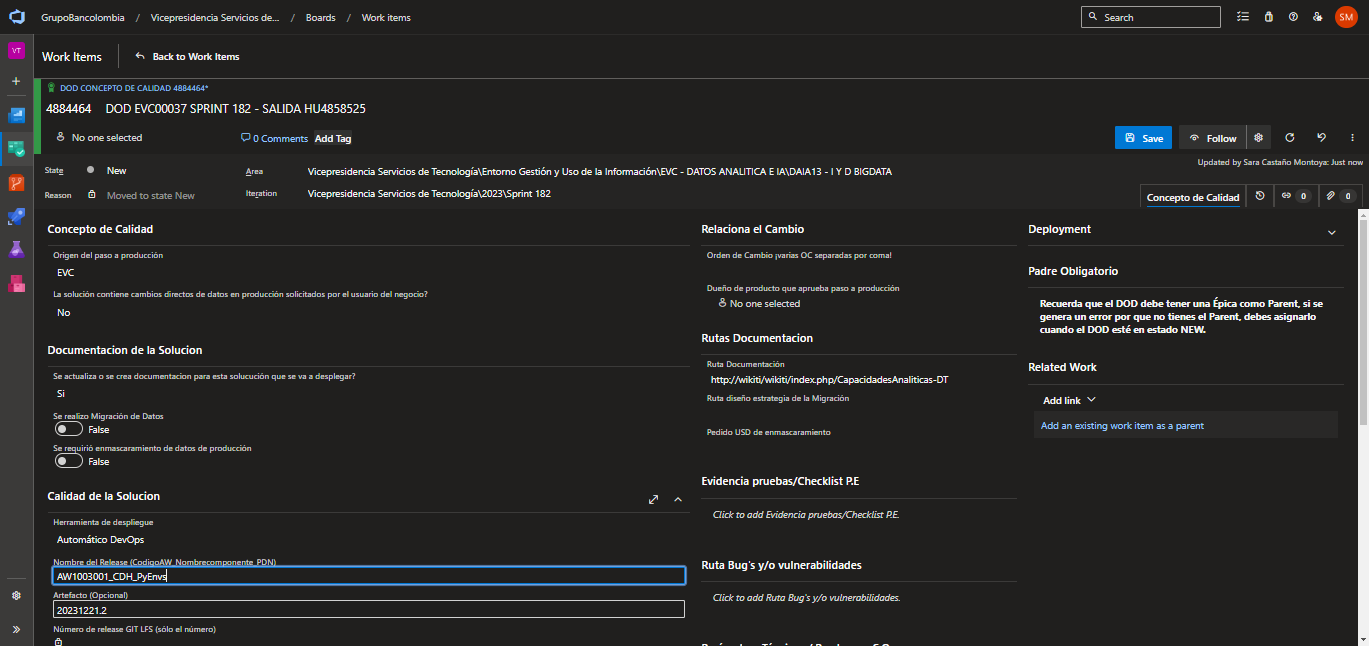 GrupoBancolombia / Vicepresidencia Servicios de... / Boards / Work items
Search
SM
VT
Work Items
Back to Work Items
DOD CONCEPTO DE CALIDAD 4884464*
4884464 DOD EVC00037 SPRINT 182 - SALIDA HU4858525
No one selected
0 Comments
Add Tag
Save
Follow
Updated by Sara Castaño Montoya: Just now
State
New
Area
Vicepresidencia Servicios de Tecnología\Entorno Gestión y Uso de la Información\EVC - DATOS ANALITICA E IA\DAIA13 - I Y D BIGDATA
Reason
Moved to state New
Iteration
Vicepresidencia Servicios de Tecnología\2023\Sprint 182
Concepto de Calidad
0
0
Concepto de Calidad
Origen del paso a producción
EVC
La solución contiene cambios directos de datos en producción solicitados por el usuario del negocio?
No
Documentacion de la Solucion
Se actualiza o se crea documentacion para esta solucución que se va a desplegar?
Si
Se realizo Migración de Datos
False
Se requirió enmascaramiento de datos de producción
False
Calidad de la Solucion
Herramienta de despliegue
Automático DevOps
Nombre del Release (CodigoAW_Nombrecomponente_PDN)
AW1003001_CDH_PyEnvs
Artefacto (Opcional)
20231221.2
Número de release GIT LFS (sólo el número)
Relaciona el Cambio
Orden de Cambio ¡varias OC separadas por coma!
Dueño de producto que aprueba paso a producción
No one selected
Rutas Documentacion
Ruta Documentación
http://wikiti/wikiti/index.php/CapacidadesAnaliticas-DT
Ruta diseño estrategia de la Migración
Pedido USD de enmascaramiento
Evidencia pruebas/Checklist P.E
Click to add Evidencia pruebas/Checklist P.E.
Ruta Bug's y/o vulnerabilidades
Click to add Ruta Bug's y/o vulnerabilidades.
Deployment
Padre Obligatorio
Recuerda que el DOD debe tener una Épica como Parent, si se
genera un error por que no tienes el Parent, debes asignarlo
cuando el DOD esté en estado NEW.
Related Work
Add link
Add an existing work item as a parent